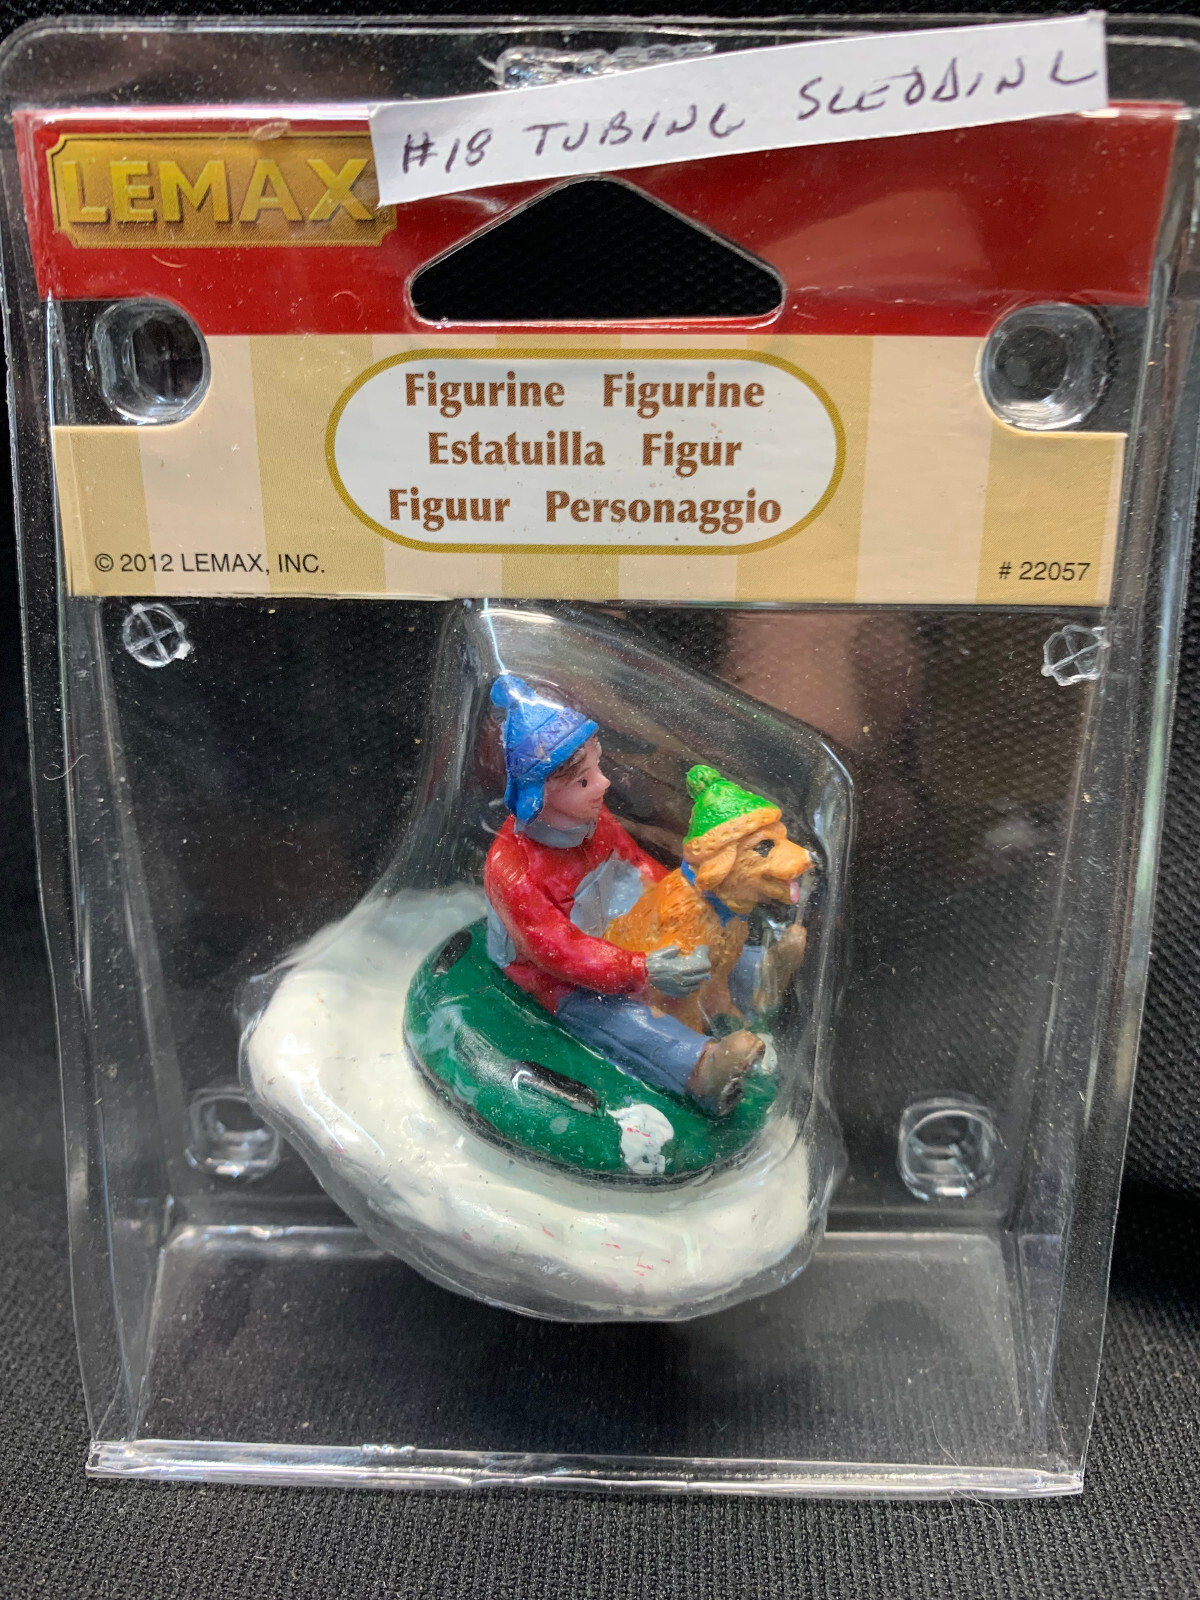 #18 TUBING SLEDDING
LEMAX
Figurine Figurine
Estatuilla Figur
Figuur Personaggio
© 2012 LEMAX, INC.
# 22057